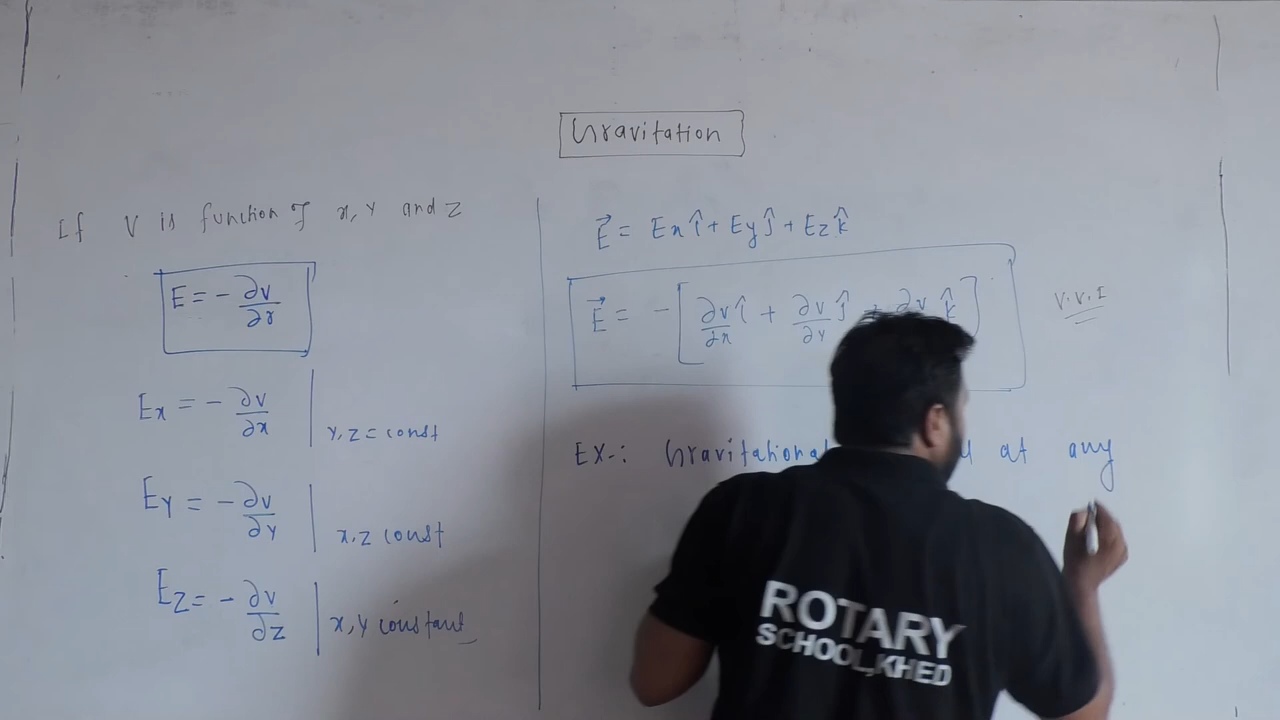 Gravitation
If V is function of x, y and z
E = - ∂V/∂r
Ex = - ∂V/∂x | y, z = const
Ey = - ∂V/∂y | x, z const
Ez = - ∂V/∂z | x, y constant
E⃗ = Ex î + Ey ĵ + Ez k̂
E⃗ = - [ ∂V/∂x î + ∂V/∂y ĵ + ∂V k̂ ]
V.V.I
EX-: Gravitational at any
ROTARY
SCHOOL,KHED